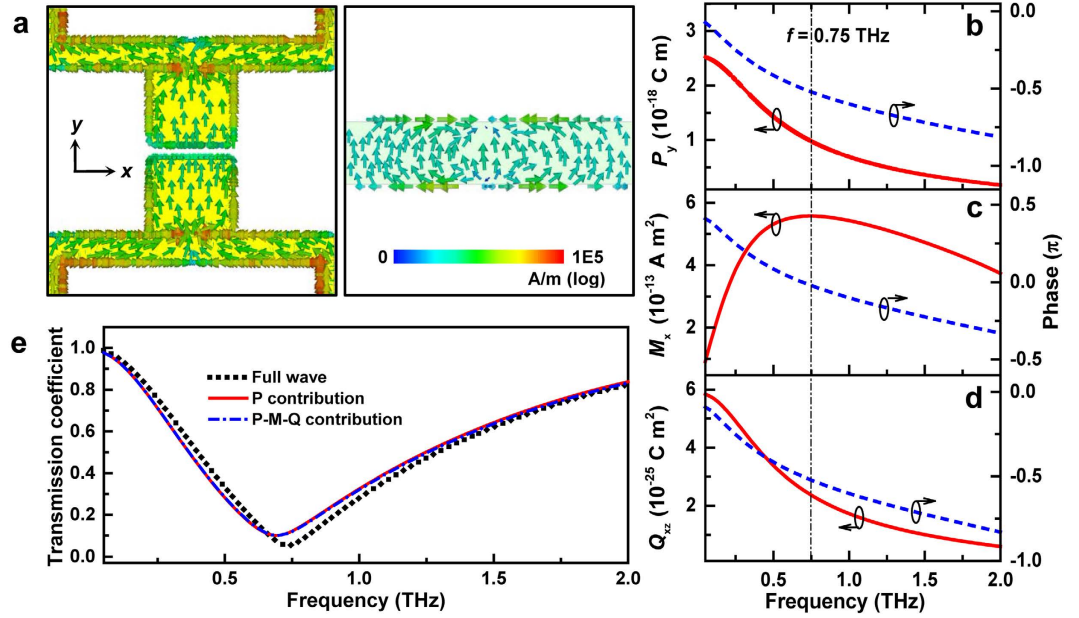 a
y
x
0
1E5
A/m (log)
b
f = 0.75 THz
P_y (10^-18 C m)
3
2
1
0.0
-0.5
-1.0
c
M_x (10^-13 A m²)
6
4
2
0.5
0.0
-0.5
Phase (π)
d
Q_xz (10^-25 C m²)
6
4
2
0.0
-0.5
-1.0
0.5
1.0
1.5
2.0
Frequency (THz)
e
Transmission coefficient
1.0
0.8
0.6
0.4
0.2
0.0
Full wave
P contribution
P-M-Q contribution
0.5
1.0
1.5
2.0
Frequency (THz)